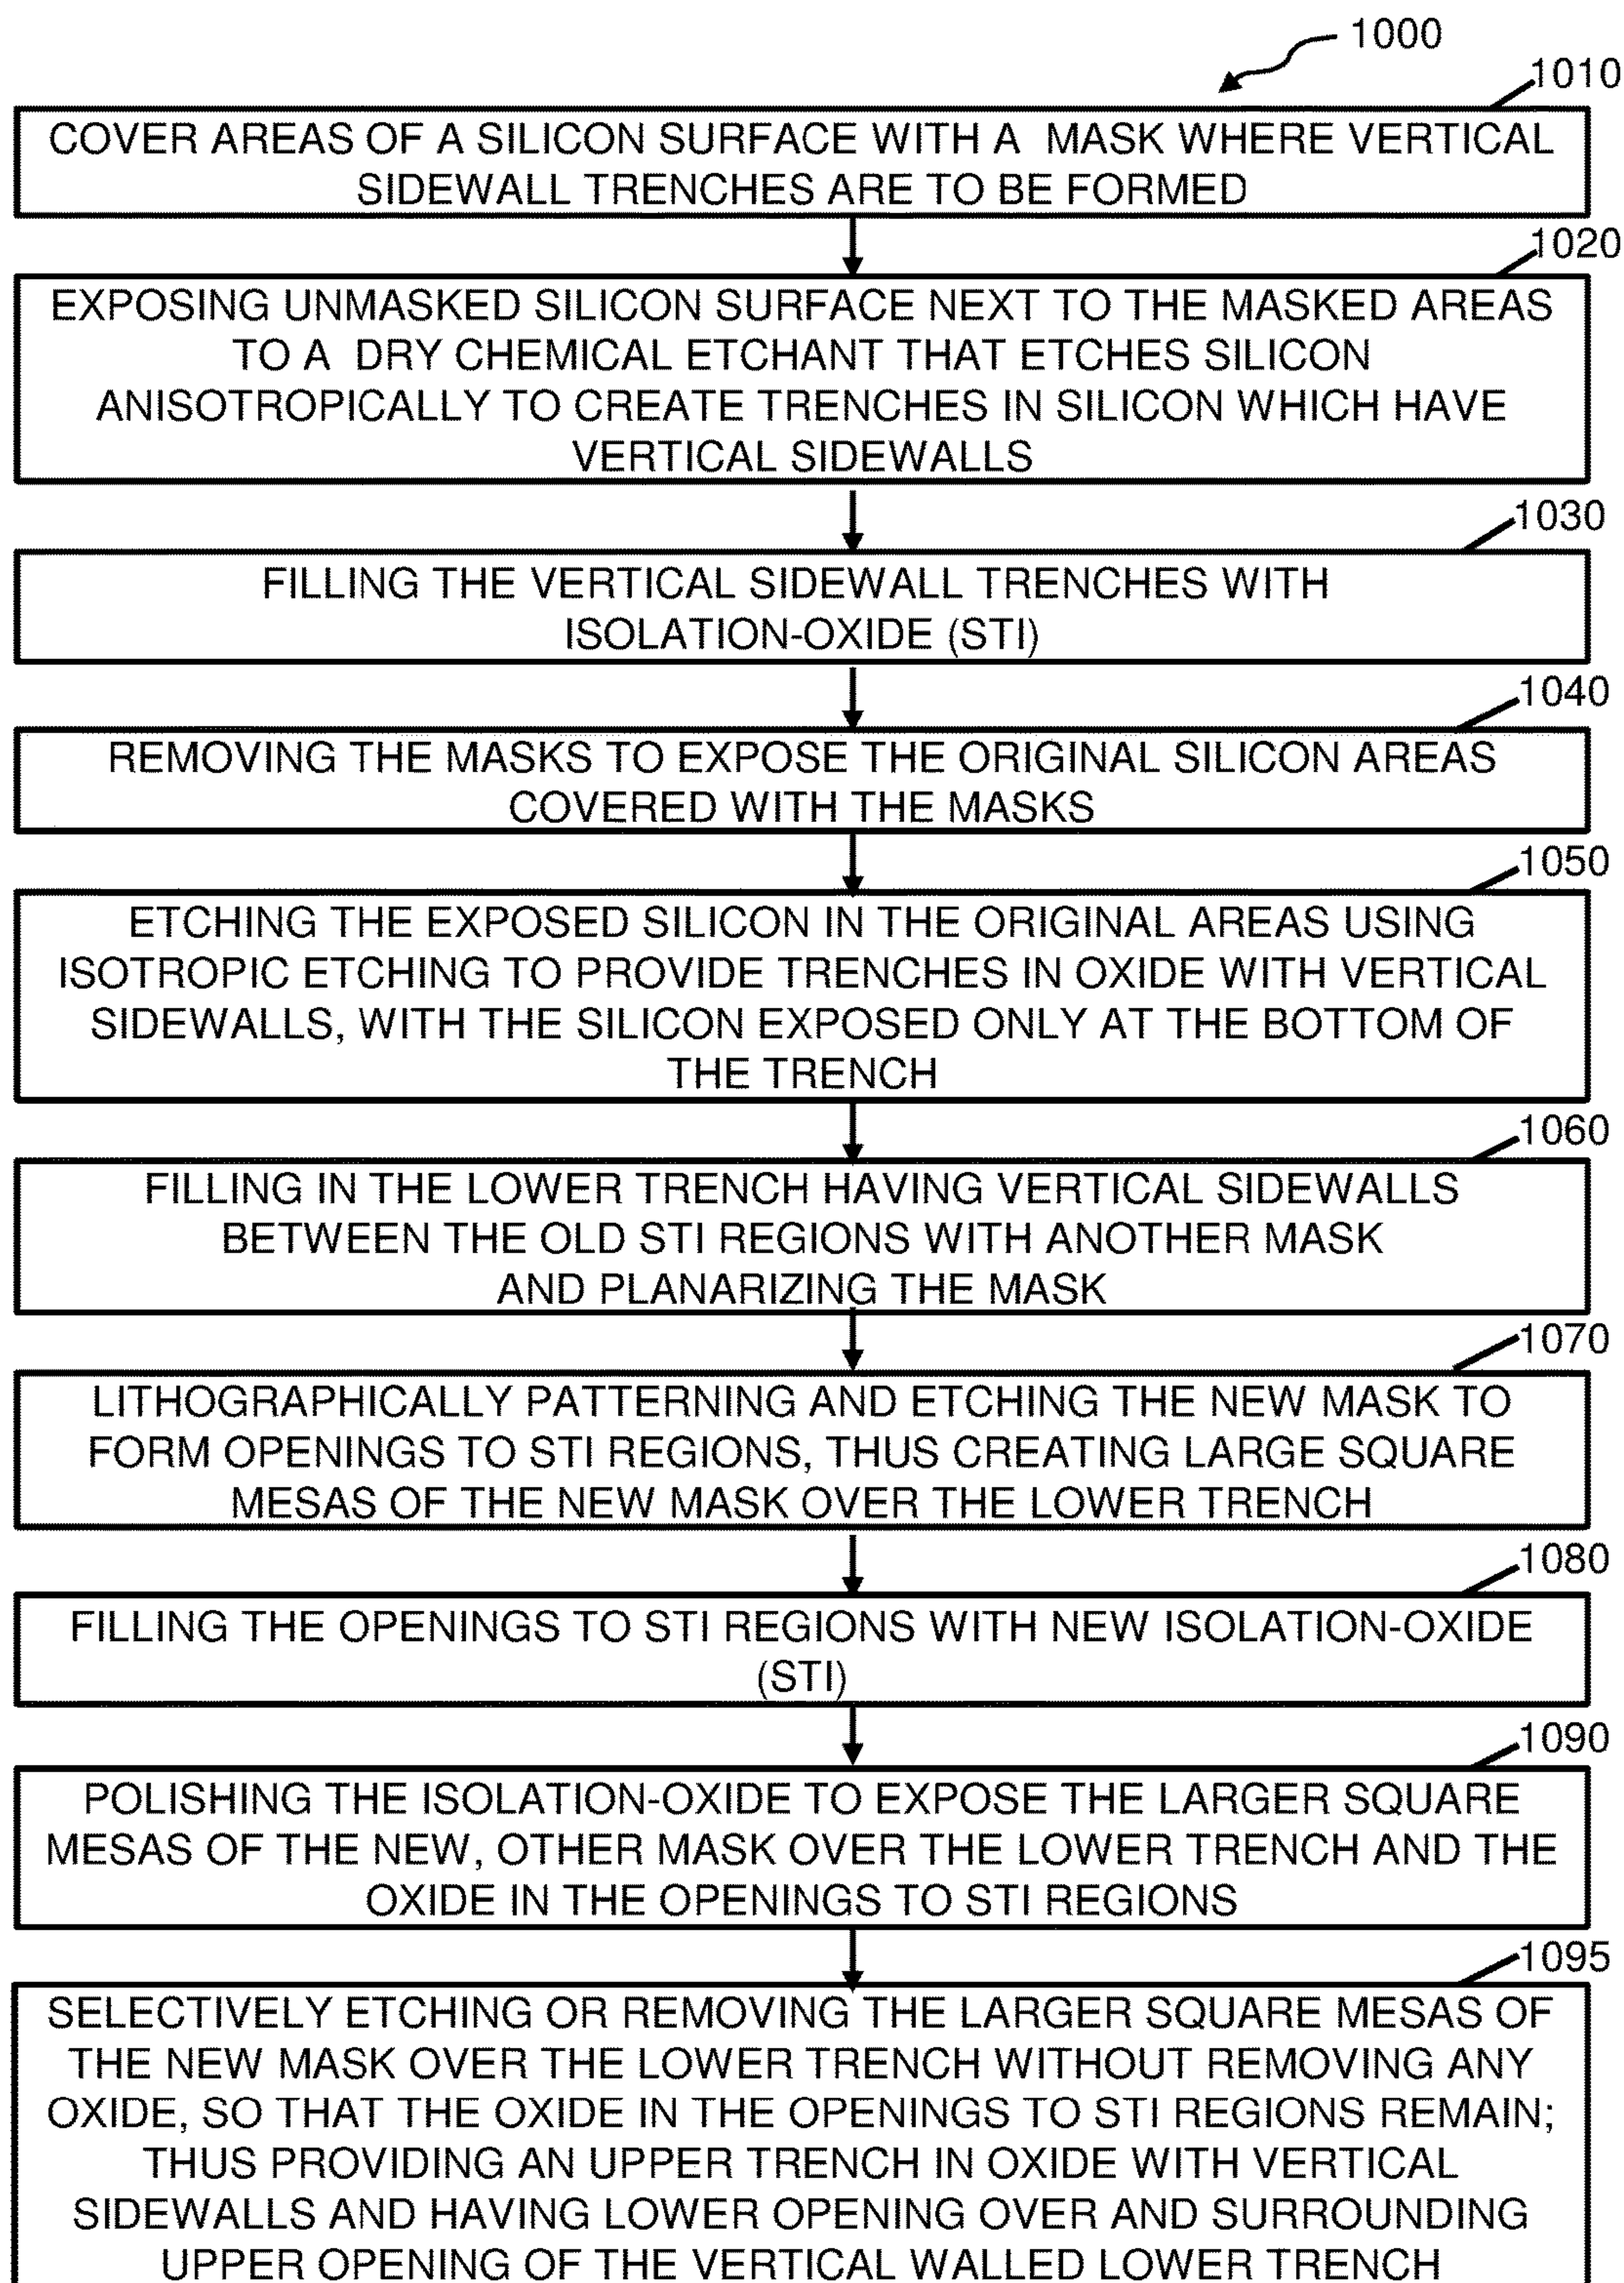 1000
1010
COVER AREAS OF A SILICON SURFACE WITH A MASK WHERE VERTICAL
SIDEWALL TRENCHES ARE TO BE FORMED
1020
EXPOSING UNMASKED SILICON SURFACE NEXT TO THE MASKED AREAS
TO A DRY CHEMICAL ETCHANT THAT ETCHES SILICON
ANISOTROPICALLY TO CREATE TRENCHES IN SILICON WHICH HAVE
VERTICAL SIDEWALLS
1030
FILLING THE VERTICAL SIDEWALL TRENCHES WITH
ISOLATION-OXIDE (STI)
1040
REMOVING THE MASKS TO EXPOSE THE ORIGINAL SILICON AREAS
COVERED WITH THE MASKS
1050
ETCHING THE EXPOSED SILICON IN THE ORIGINAL AREAS USING
ISOTROPIC ETCHING TO PROVIDE TRENCHES IN OXIDE WITH VERTICAL
SIDEWALLS, WITH THE SILICON EXPOSED ONLY AT THE BOTTOM OF
THE TRENCH
1060
FILLING IN THE LOWER TRENCH HAVING VERTICAL SIDEWALLS
BETWEEN THE OLD STI REGIONS WITH ANOTHER MASK
AND PLANARIZING THE MASK
1070
LITHOGRAPHICALLY PATTERNING AND ETCHING THE NEW MASK TO
FORM OPENINGS TO STI REGIONS, THUS CREATING LARGE SQUARE
MESAS OF THE NEW MASK OVER THE LOWER TRENCH
1080
FILLING THE OPENINGS TO STI REGIONS WITH NEW ISOLATION-OXIDE
(STI)
1090
POLISHING THE ISOLATION-OXIDE TO EXPOSE THE LARGER SQUARE
MESAS OF THE NEW, OTHER MASK OVER THE LOWER TRENCH AND THE
OXIDE IN THE OPENINGS TO STI REGIONS
1095
SELECTIVELY ETCHING OR REMOVING THE LARGER SQUARE MESAS OF
THE NEW MASK OVER THE LOWER TRENCH WITHOUT REMOVING ANY
OXIDE, SO THAT THE OXIDE IN THE OPENINGS TO STI REGIONS REMAIN;
THUS PROVIDING AN UPPER TRENCH IN OXIDE WITH VERTICAL
SIDEWALLS AND HAVING LOWER OPENING OVER AND SURROUNDING
UPPER OPENING OF THE VERTICAL WALLED LOWER TRENCH